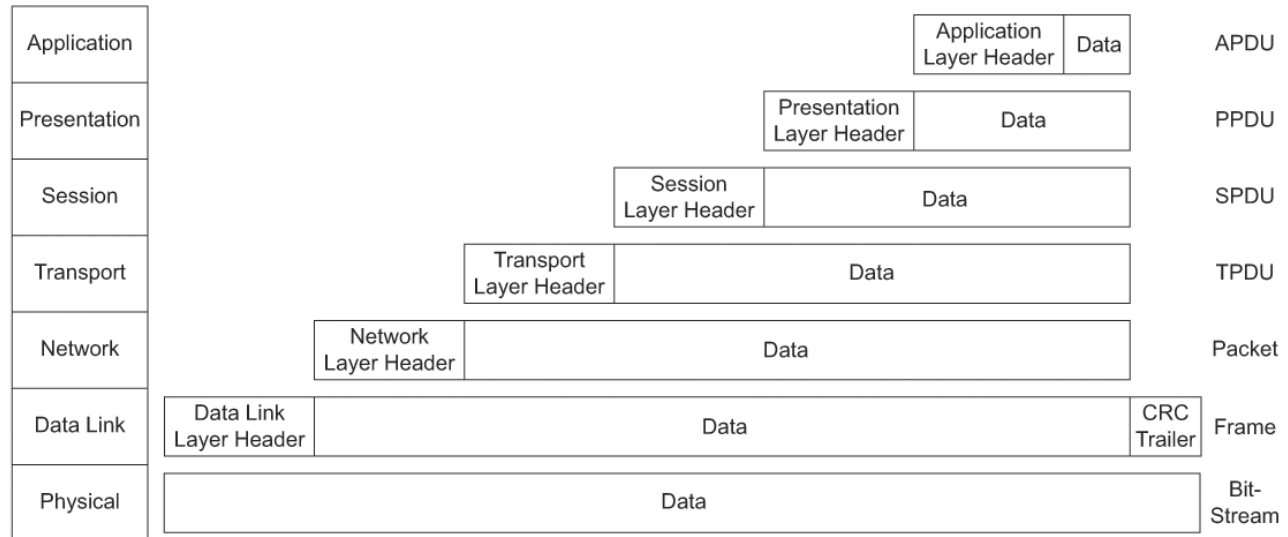 Application
Application
Layer Header
Data
APDU
Presentation
Presentation
Layer Header
Data
PPDU
Session
Session
Layer Header
Data
SPDU
Transport
Transport
Layer Header
Data
TPDU
Network
Network
Layer Header
Data
Packet
Data Link
Data Link
Layer Header
Data
CRC
Trailer
Frame
Physical
Data
Bit-
Stream